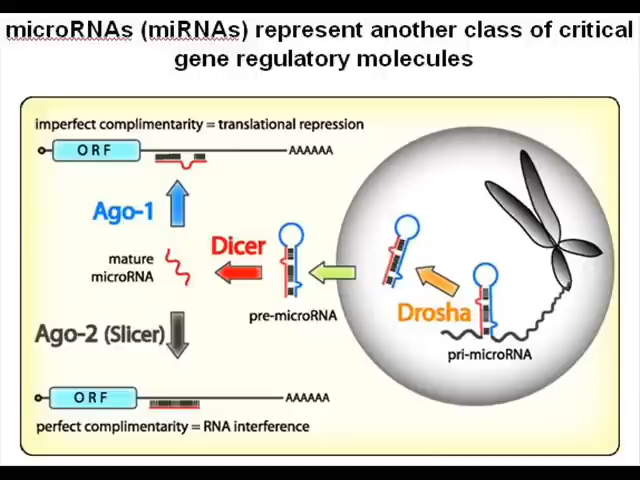 microRNAs (miRNAs) represent another class of critical
gene regulatory molecules
imperfect complimentarity = translational repression
ORF
AAAAAA
Ago-1
Dicer
mature
microRNA
pre-microRNA
Drosha
pri-microRNA
Ago-2 (Slicer)
ORF
AAAAAA
perfect complimentarity = RNA interference